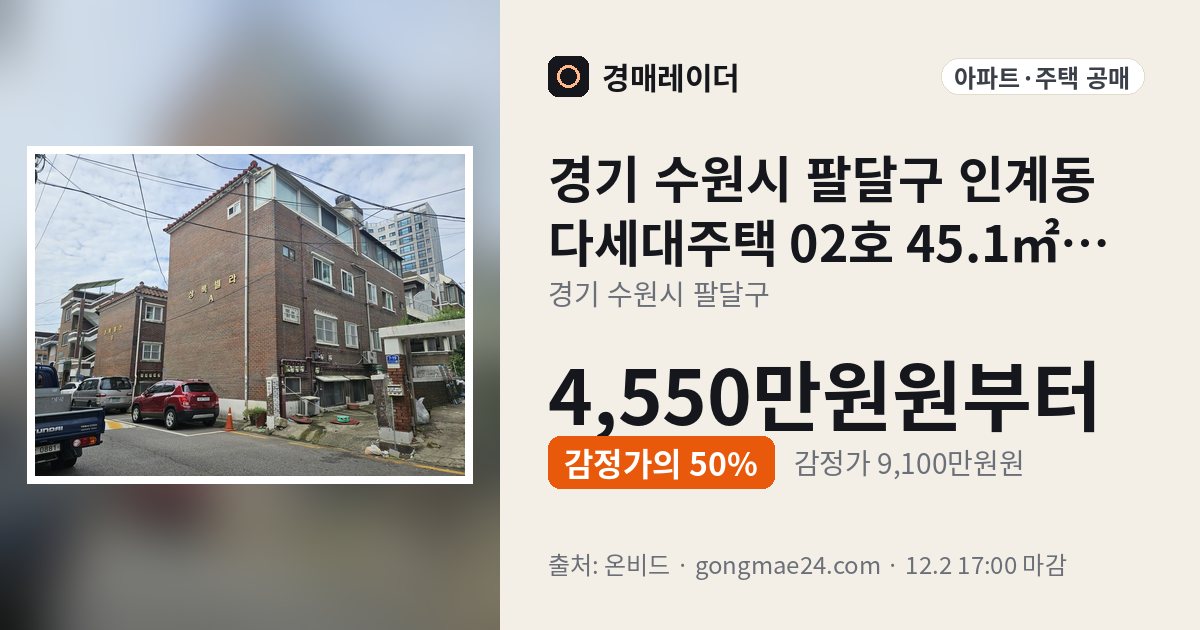 경매레이더
아파트·주택 공매
경기 수원시 팔달구 인계동
다세대주택 02호 45.1㎡…
경기 수원시 팔달구
4,550만원원부터
감정가의 50%
감정가 9,100만원원
출처: 온비드 · gongmae24.com · 12.2 17:00 마감
빌라
A